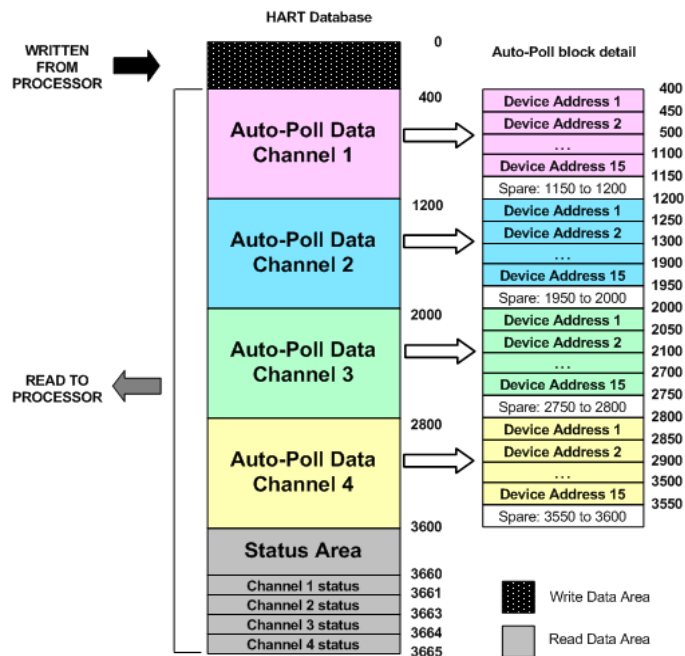 HART Database
WRITTEN
FROM
PROCESSOR
0
400
Auto-Poll Data
Channel 1
1200
Auto-Poll Data
Channel 2
2000
Auto-Poll Data
Channel 3
READ TO
PROCESSOR
2800
Auto-Poll Data
Channel 4
3600
Status Area
3660
Channel 1 status
3661
Channel 2 status
3663
Channel 3 status
3664
Channel 4 status
3665
Auto-Poll block detail
400
Device Address 1
450
Device Address 2
500
...
1100
Device Address 15
1150
Spare: 1150 to 1200
1200
Device Address 1
1250
Device Address 2
1300
...
1900
Device Address 15
1950
Spare: 1950 to 2000
2000
Device Address 1
2050
Device Address 2
2100
...
2700
Device Address 15
2750
Spare: 2750 to 2800
2800
Device Address 1
2850
Device Address 2
2900
...
3500
Device Address 15
3550
Spare: 3550 to 3600
Write Data Area
Read Data Area